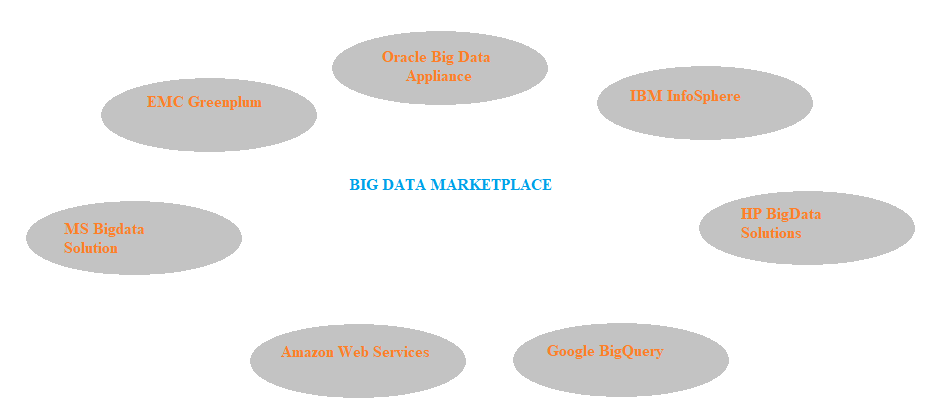 Oracle Big Data
Appliance
EMC Greenplum
IBM InfoSphere
BIG DATA MARKETPLACE
MS Bigdata
Solution
HP BigData
Solutions
Amazon Web Services
Google BigQuery